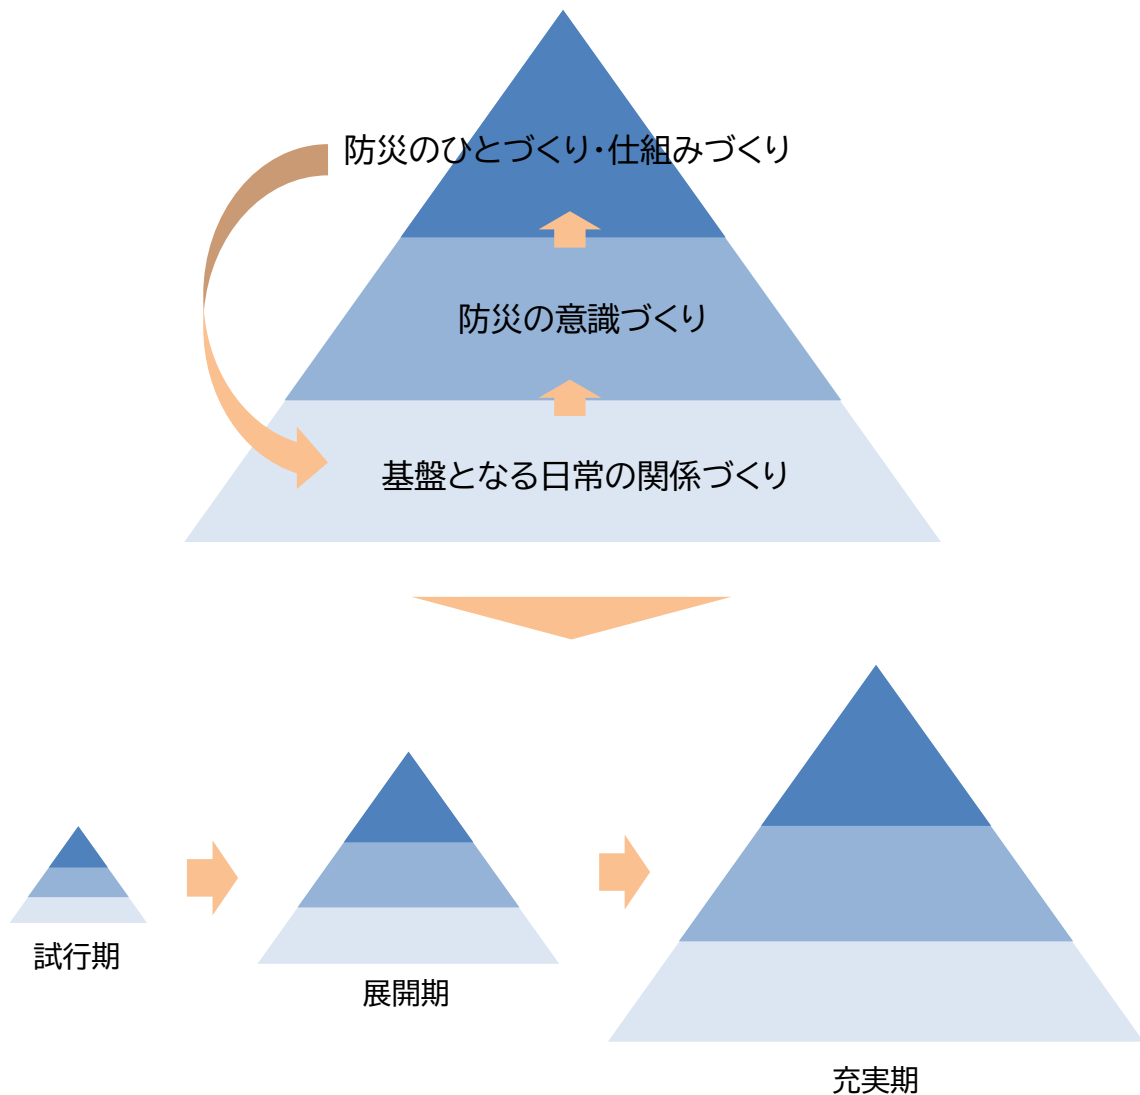 防災のひとづくり・仕組みづくり
防災の意識づくり
基盤となる日常の関係づくり
試行期
展開期
充実期